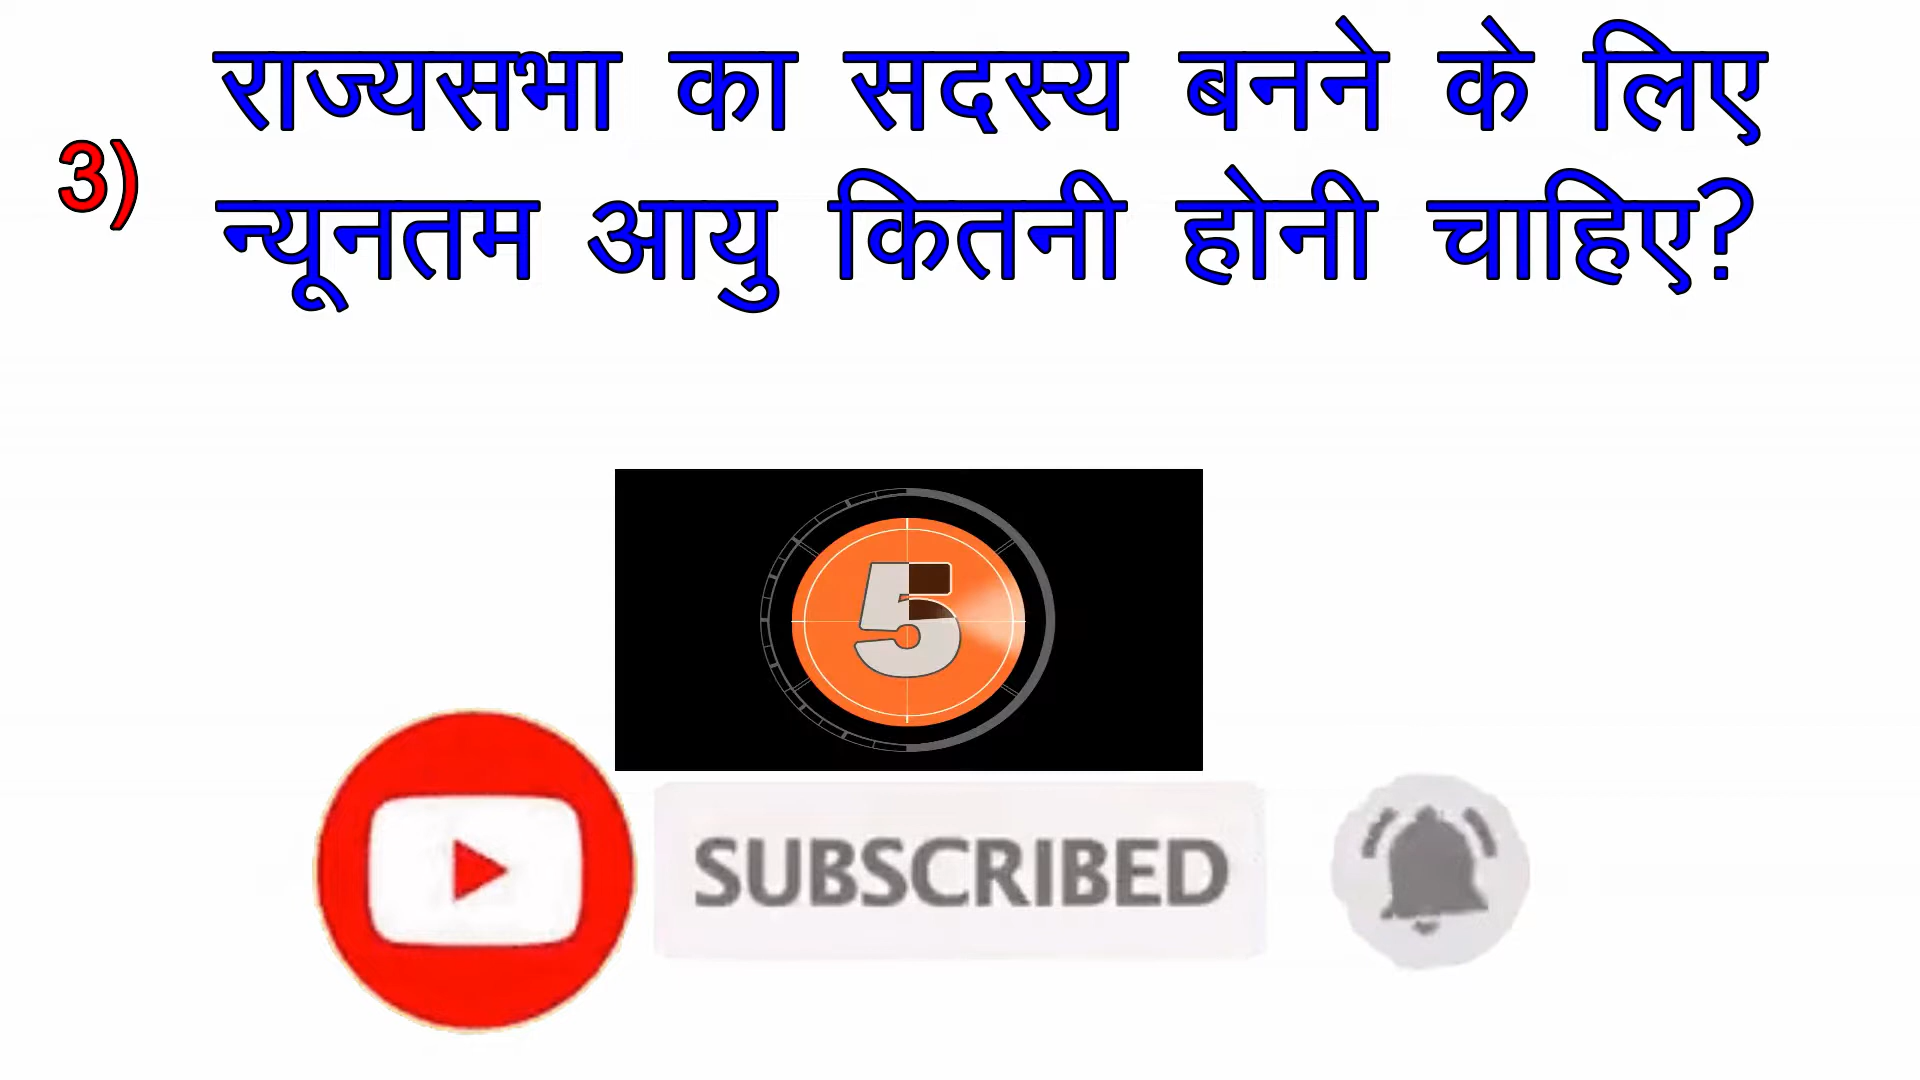 3) राज्यसभा का सदस्य बनने के लिए
न्यूनतम आयु कितनी होनी चाहिए?
5
SUBSCRIBED